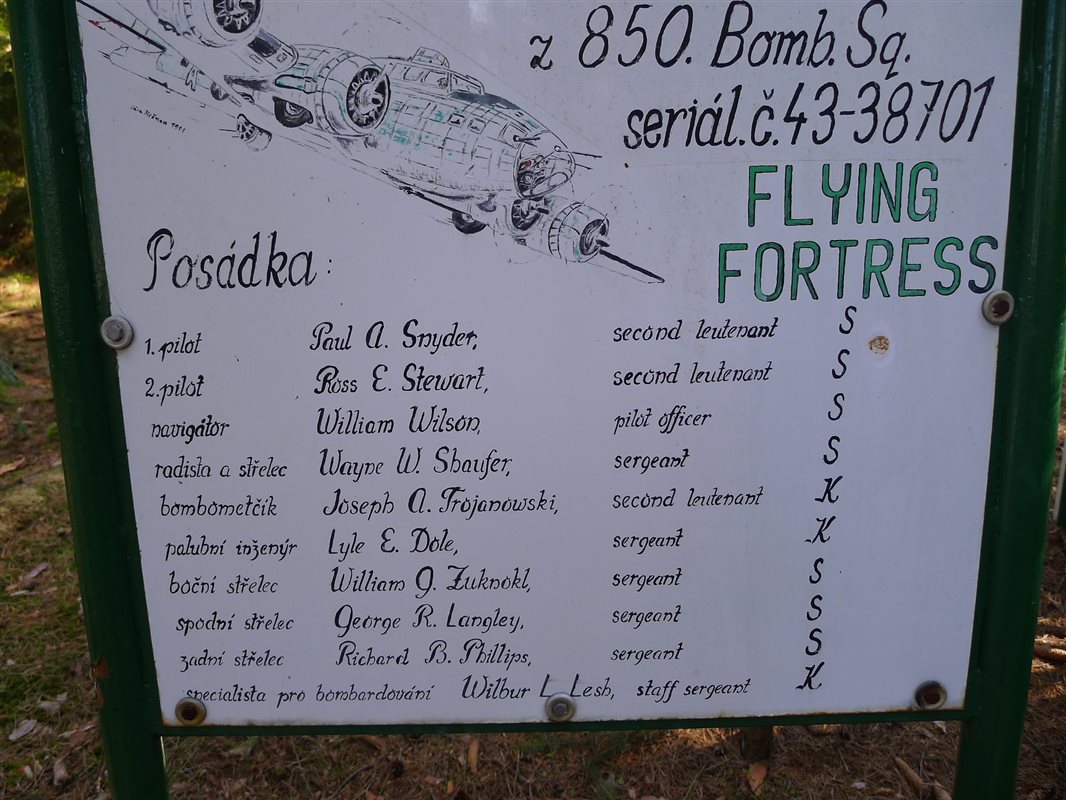 z 850. Bomb. Sq.
seriál.č.43-38701
FLYING
FORTRESS
Posádka:
1. pilot Paul A. Snyder, second leutenant S
2. pilot Ross E. Stewart, second leutenant S
navigátor William Wilson, pilot officer S
radista a střelec Wayne W. Shaufer, sergeant S
bombometčík Joseph A. Trojanowski, second leutenant K
palubní inženýr Lyle E. Dole, sergeant K
boční střelec William J. Zuknokl, sergeant S
spodní střelec George R. Langley, sergeant S
zadní střelec Richard B. Phillips, sergeant S
specialista pro bombardování Wilbur L. Lesh, staff sergeant K